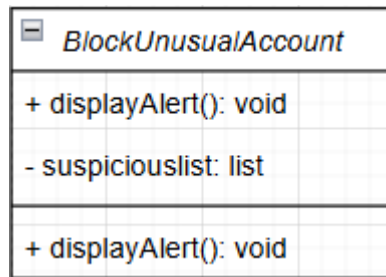 BlockUnusualAccount
+ displayAlert(): void
- suspiciouslist: list
+ displayAlert(): void